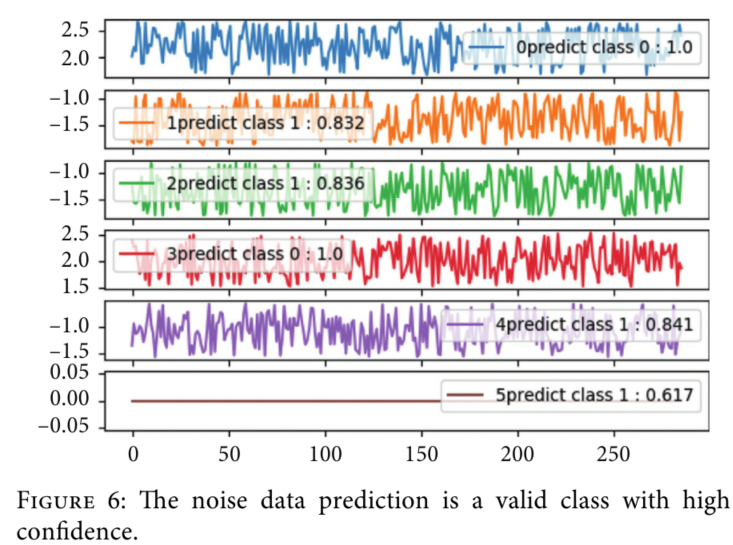 2.5
2.0
0predict class 0 : 1.0
−1.0
−1.5
1predict class 1 : 0.832
−1.0
−1.5
2predict class 1 : 0.836
2.5
2.0
1.5
3predict class 0 : 1.0
−1.0
−1.5
4predict class 1 : 0.841
0.05
0.00
−0.05
5predict class 1 : 0.617
0 50 100 150 200 250
Figure 6: The noise data prediction is a valid class with high
confidence.